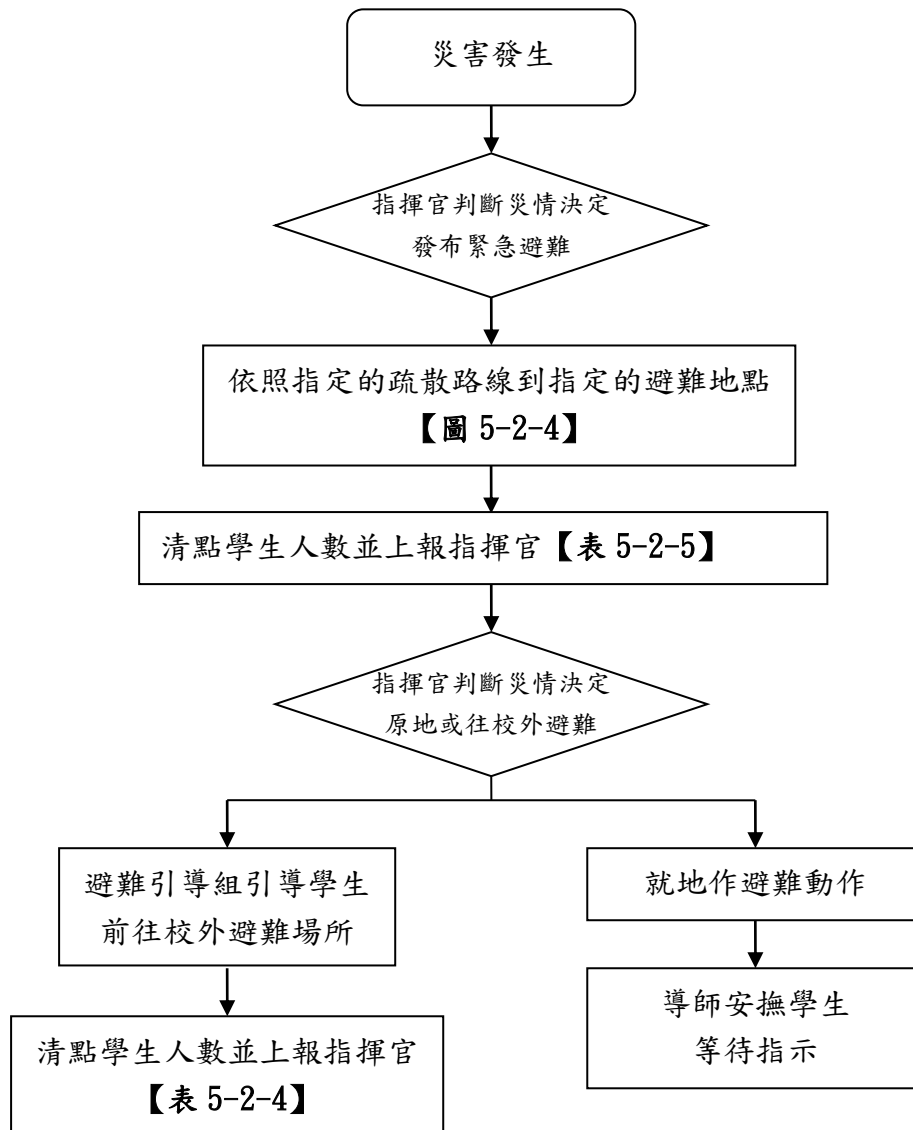 災害發生
指揮官判斷災情決定
發布緊急避難
依照指定的疏散路線到指定的避難地點
【圖 5-2-4】
清點學生人數並上報指揮官【表 5-2-5】
指揮官判斷災情決定
原地或往校外避難
避難引導組引導學生
前往校外避難場所
清點學生人數並上報指揮官
【表 5-2-4】
就地作避難動作
導師安撫學生
等待指示